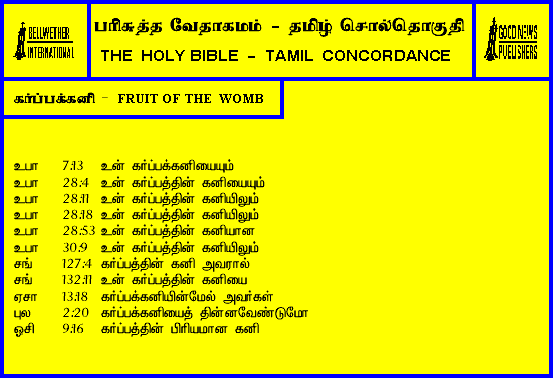 BELLWETHER
INTERNATIONAL
பரிசுத்த வேதாகமம் - தமிழ் சொல்தொகுதி
THE HOLY BIBLE - TAMIL CONCORDANCE
GOOD NEWS
PUBLISHERS
கர்ப்பக்கனி - FRUIT OF THE WOMB
உபா 7:13 உன் கர்ப்பக்கனியையும்
உபா 28:4 உன் கர்ப்பத்தின் கனியையும்
உபா 28:11 உன் கர்ப்பத்தின் கனியிலும்
உபா 28:18 உன் கர்ப்பத்தின் கனியிலும்
உபா 28:53 உன் கர்ப்பத்தின் கனியான
உபா 30:9 உன் கர்ப்பத்தின் கனியிலும்
சங் 127:4 கர்ப்பத்தின் கனி அவரால்
சங் 132:11 உன் கர்ப்பத்தின் கனியை
ஏசா 13:18 கர்ப்பக்கனியின்மேல் அவர்கள்
புல 2:20 கர்ப்பக்கனியைத் தின்னவேண்டுமோ
ஓசி 9:16 கர்ப்பத்தின் பிரியமான கனி